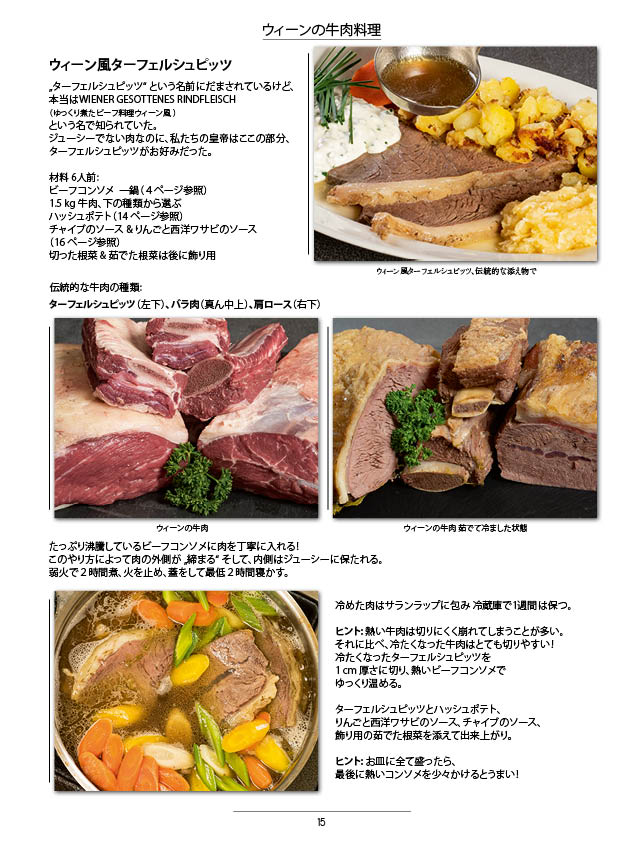 ウィーンの牛肉料理
ウィーン風ターフェルシュピッツ
„ターフェルシュピッツ“ という名前にだまされているけど、
本当はWIENER GESOTTENES RINDFLEISCH
（ゆっくり煮たビーフ料理ウィーン風）
という名で知られていた。
ジューシーでない肉なのに、私たちの皇帝はここの部分、
ターフェルシュピッツがお好みだった。
材料 6人前:
ビーフコンソメ 一鍋（４ページ参照）
1.5 kg 牛肉、下の種類から選ぶ
ハッシュポテト（14 ページ参照）
チャイブのソース & りんごと西洋ワサビのソース
（16 ページ参照）
切った根菜 & 茹でた根菜は後に飾り用
ウィーン風ターフェルシュピッツ、伝統的な添え物で
伝統的な牛肉の種類:
ターフェルシュピッツ（左下）、バラ肉（真ん中上）、肩ロース（右下）
ウィーンの牛肉
ウィーンの牛肉 茹でて冷ました状態
たっぷり沸騰しているビーフコンソメに肉を丁寧に入れる！
このやり方によって肉の外側が „締まる“ そして、内側はジューシーに保たれる。
弱火で２時間煮、火を止め、蓋をして最低２時間寝かす。
冷めた肉はサランラップに包み 冷蔵庫で1週間は保つ。
ヒント: 熱い牛肉は切りにくく崩れてしまうことが多い。
それに比べ、冷たくなった牛肉はとても切りやすい！
冷たくなったターフェルシュピッツを
1 cm 厚さに切り、熱いビーフコンソメで
ゆっくり温める。
ターフェルシュピッツとハッシュポテト、
りんごと西洋ワサビのソース、チャイブのソース、
飾り用の茹でた根菜を添えて出来上がり。
ヒント: お皿に全て盛ったら、
最後に熱いコンソメを少々かけるとうまい！
15